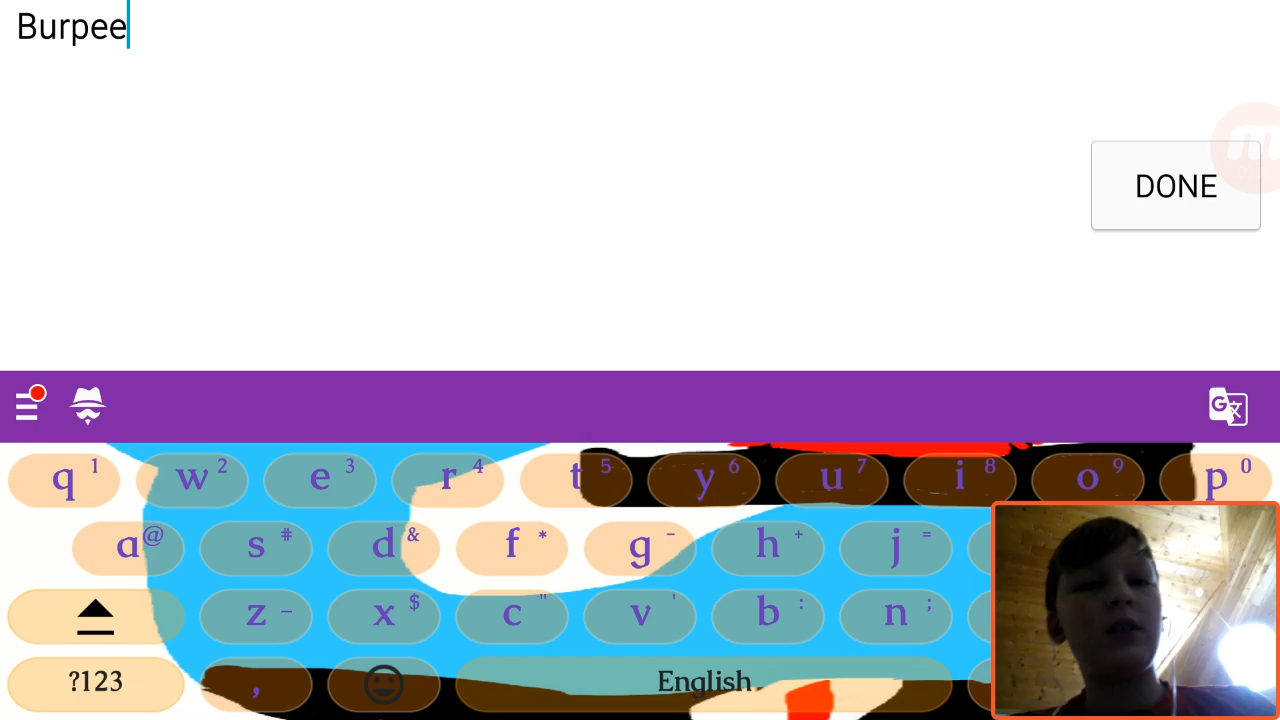 Burpee
DONE
q 1 w 2 e 3 r 4 t 5 y 6 u 7 i 8 o 9 p 0
a @ s # d & f * g - h + j =
z – x $ c " v ' b : n ;
?123 , English